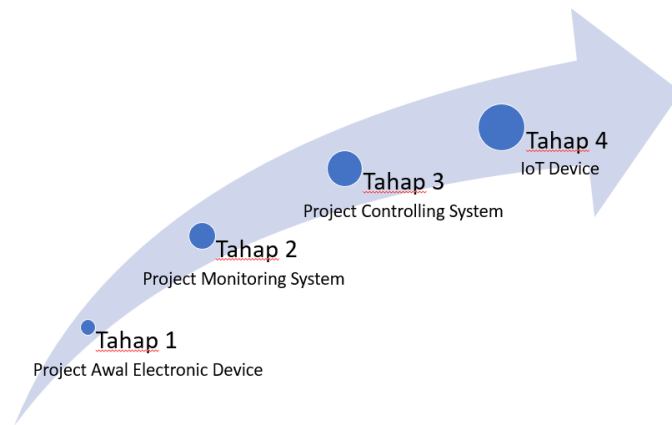 Tahap 4
IoT Device
Tahap 3
Project Controlling System
Tahap 2
Project Monitoring System
Tahap 1
Project Awal Electronic Device